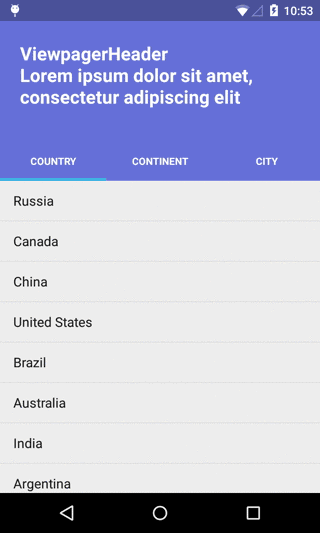 10:53
ViewpagerHeader
Lorem ipsum dolor sit amet,
consectetur adipiscing elit
COUNTRY CONTINENT CITY
Russia
Canada
China
United States
Brazil
Australia
India
Argentina